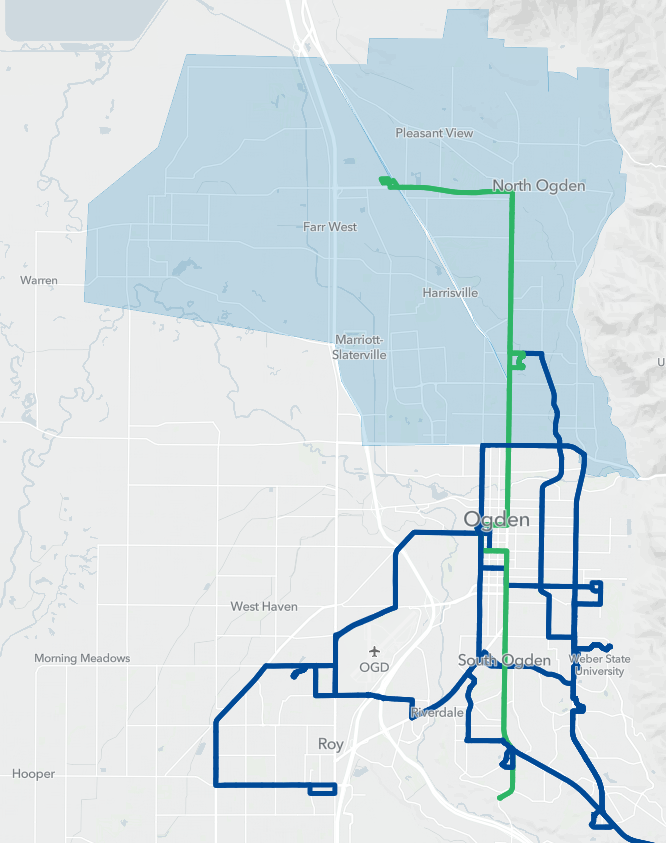 Pleasant View
North Ogden
Farr West
Warren
Harrisville
Marriott-
Slaterville
U
Ogden
West Haven
Morning Meadows
OGD
South Ogden
Weber State
University
Riverdale
Roy
Hooper